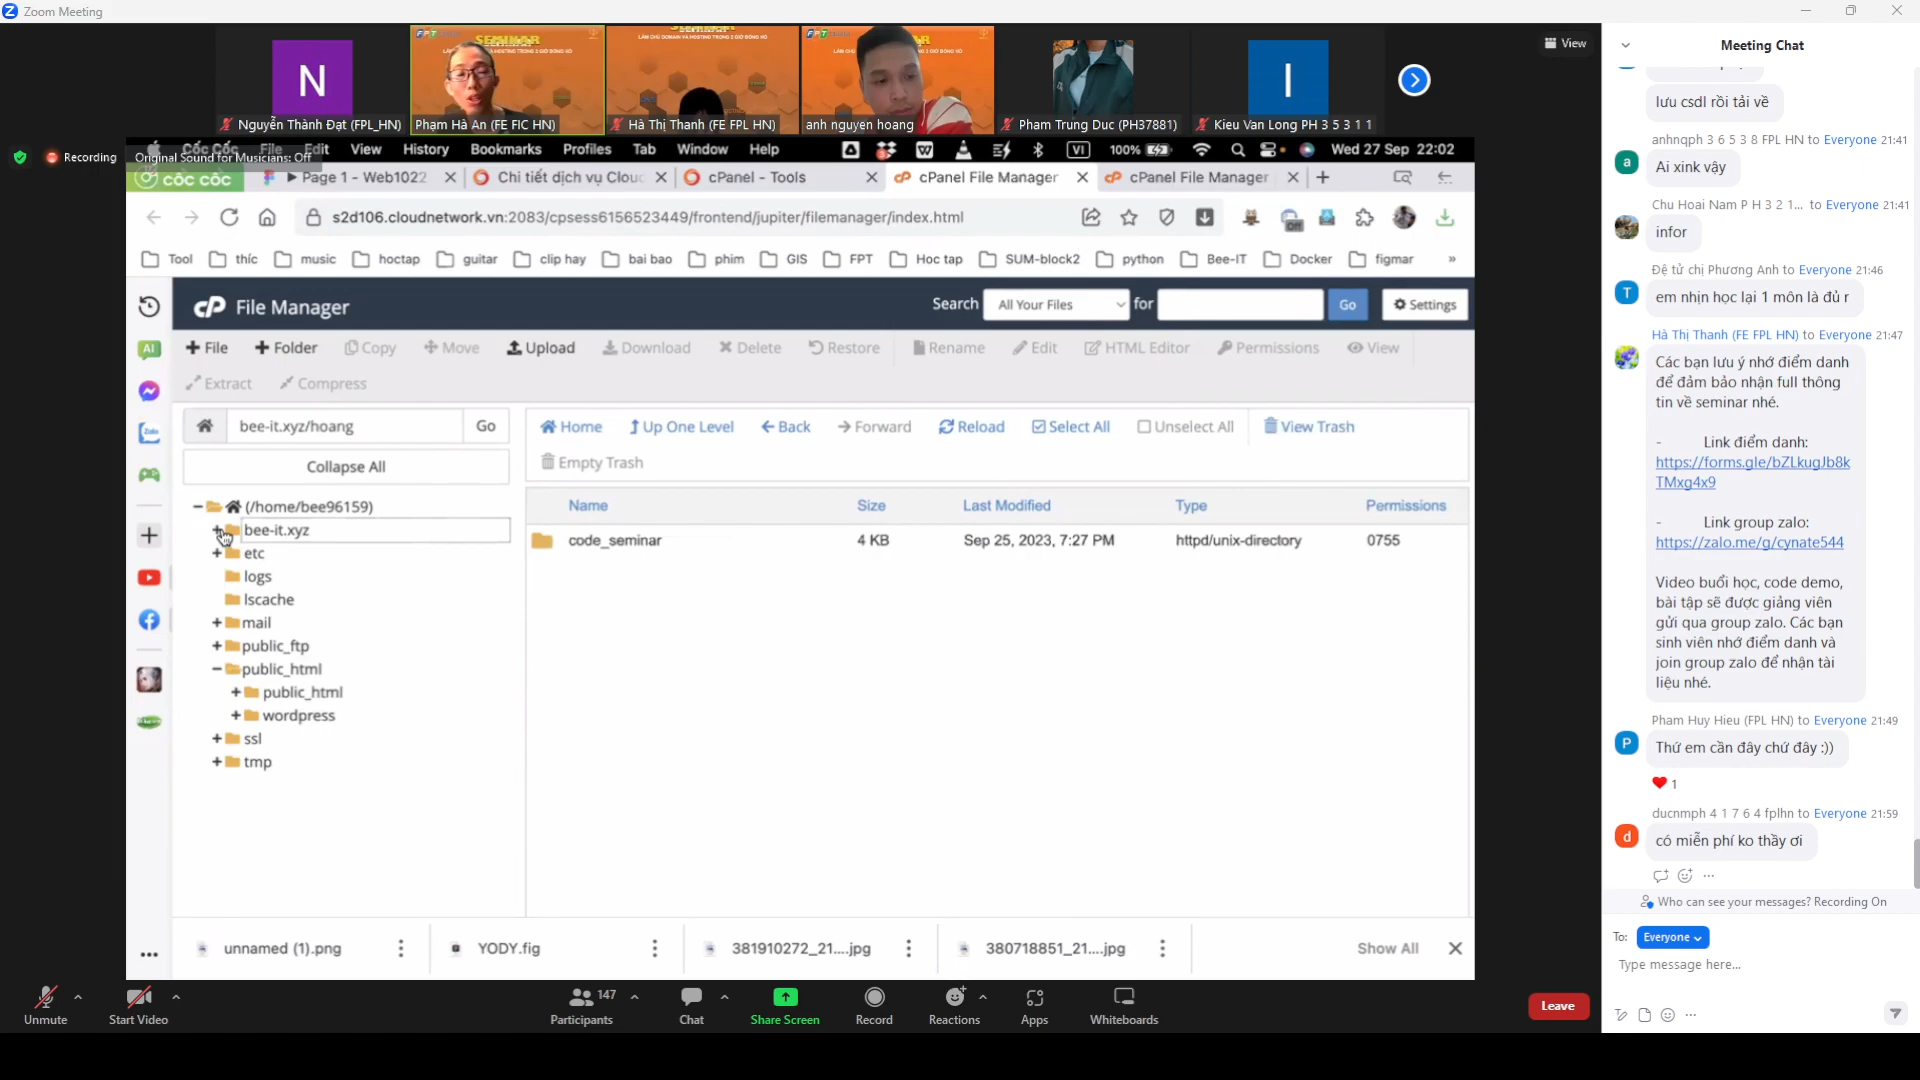 Zoom Meeting
N
Nguyễn Thành Đạt (FPL_HN)
SEMINAR
Phạm Hà An (FE FIC HN)
Hà Thị Thanh (FE FPL HN)
anh nguyen hoang
Pham Trung Duc (PH37881)
I
Kieu Van Long PH 3 5 3 1 1
View
Recording
Original Sound for Musicians: Off
Cốc Cốc File Edit View History Bookmarks Profiles Tab Window Help
VI 100% Wed 27 Sep 22:02
cốc cốc
Page 1 - Web1022
Chi tiết dịch vụ Clou
cPanel - Tools
cPanel File Manager
cPanel File Manager
s2d106.cloudnetwork.vn:2083/cpsess6156523449/frontend/jupiter/filemanager/index.html
Off
Tool thíc music hoctap guitar clip hay bai bao phim GIS FPT Hoc tap SUM-block2 python Bee-IT Docker figmar »
cP File Manager
Search All Your Files for Go Settings
+ File + Folder Copy Move Upload Download Delete Restore Rename Edit HTML Editor Permissions View
Extract Compress
AI
Zalo
bee-it.xyz/hoang Go
Home Up One Level Back Forward Reload Select All Unselect All View Trash
Empty Trash
Collapse All
Name Size Last Modified Type Permissions
code_seminar 4 KB Sep 25, 2023, 7:27 PM httpd/unix-directory 0755
(/home/bee96159)
bee-it.xyz
etc
logs
lscache
mail
public_ftp
public_html
public_html
wordpress
ssl
tmp
unnamed (1).png
YODY.fig
381910272_21....jpg
380718851_21....jpg
Show All
Unmute
Start Video
147
Participants
Chat
Share Screen
Record
Reactions
Apps
Whiteboards
Leave
Meeting Chat
lưu csdl rồi tải về
anhnqph 3 6 5 3 8 FPL HN to Everyone 21:41
a
Ai xink vậy
Chu Hoai Nam P H 3 2 1... to Everyone 21:41
infor
Đệ tử chị Phương Anh to Everyone 21:46
T
em nhịn học lại 1 môn là đủ r
Hà Thị Thanh (FE FPL HN) to Everyone 21:47
Các bạn lưu ý nhớ điểm danh
để đảm bảo nhận full thông
tin về seminar nhé.
- Link điểm danh:
https://forms.gle/bZLkugJb8k
TMxg4x9
- Link group zalo:
https://zalo.me/g/cynate544
Video buổi học, code demo,
bài tập sẽ được giảng viên
gửi qua group zalo. Các bạn
sinh viên nhớ điểm danh và
join group zalo để nhận tài
liệu nhé.
Pham Huy Hieu (FPL HN) to Everyone 21:49
P
Thứ em cần đây chứ đây :))
1
ducnmph 4 1 7 6 4 fplhn to Everyone 21:59
d
có miễn phí ko thầy ơi
Who can see your messages? Recording On
To: Everyone
Type message here...